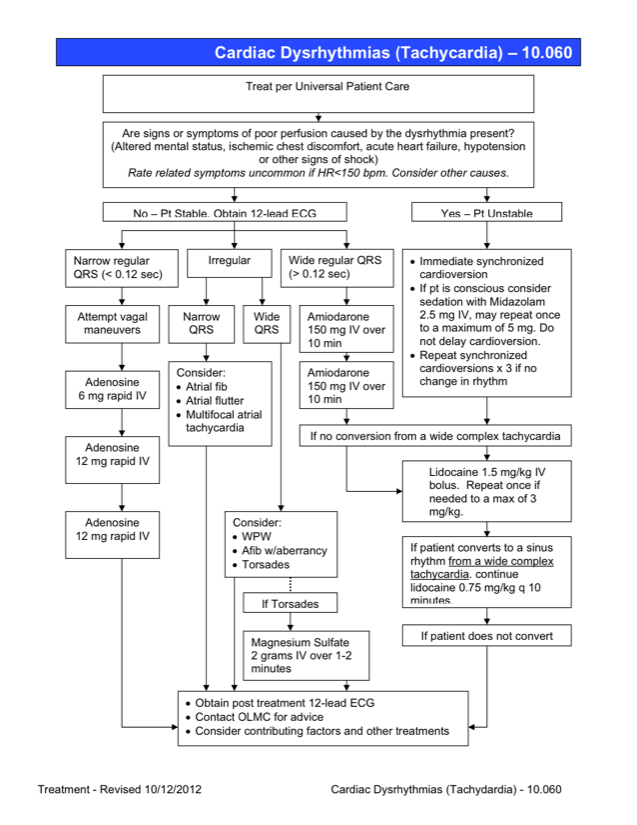 Cardiac Dysrhythmias (Tachycardia) – 10.060
Treat per Universal Patient Care
Are signs or symptoms of poor perfusion caused by the dysrhythmia present?
(Altered mental status, ischemic chest discomfort, acute heart failure, hypotension
or other signs of shock)
Rate related symptoms uncommon if HR<150 bpm. Consider other causes.
No – Pt Stable. Obtain 12-lead ECG
Yes – Pt Unstable
Narrow regular
QRS (< 0.12 sec)
Irregular
Wide regular QRS
(> 0.12 sec)
• Immediate synchronized
cardioversion
• If pt is conscious consider
sedation with Midazolam
2.5 mg IV, may repeat once
to a maximum of 5 mg. Do
not delay cardioversion.
• Repeat synchronized
cardioversions x 3 if no
change in rhythm
Attempt vagal
maneuvers
Narrow
QRS
Wide
QRS
Amiodarone
150 mg IV over
10 min
Adenosine
6 mg rapid IV
Consider:
• Atrial fib
• Atrial flutter
• Multifocal atrial
tachycardia
Amiodarone
150 mg IV over
10 min
If no conversion from a wide complex tachycardia
Adenosine
12 mg rapid IV
Lidocaine 1.5 mg/kg IV
bolus. Repeat once if
needed to a max of 3
mg/kg.
Adenosine
12 mg rapid IV
Consider:
• WPW
• Afib w/aberrancy
• Torsades
If patient converts to a sinus
rhythm from a wide complex
tachycardia. continue
lidocaine 0.75 mg/kg q 10
minutes.
If Torsades
If patient does not convert
Magnesium Sulfate
2 grams IV over 1-2
minutes
• Obtain post treatment 12-lead ECG
• Contact OLMC for advice
• Consider contributing factors and other treatments
Treatment - Revised 10/12/2012
Cardiac Dysrhythmias (Tachydardia) - 10.060